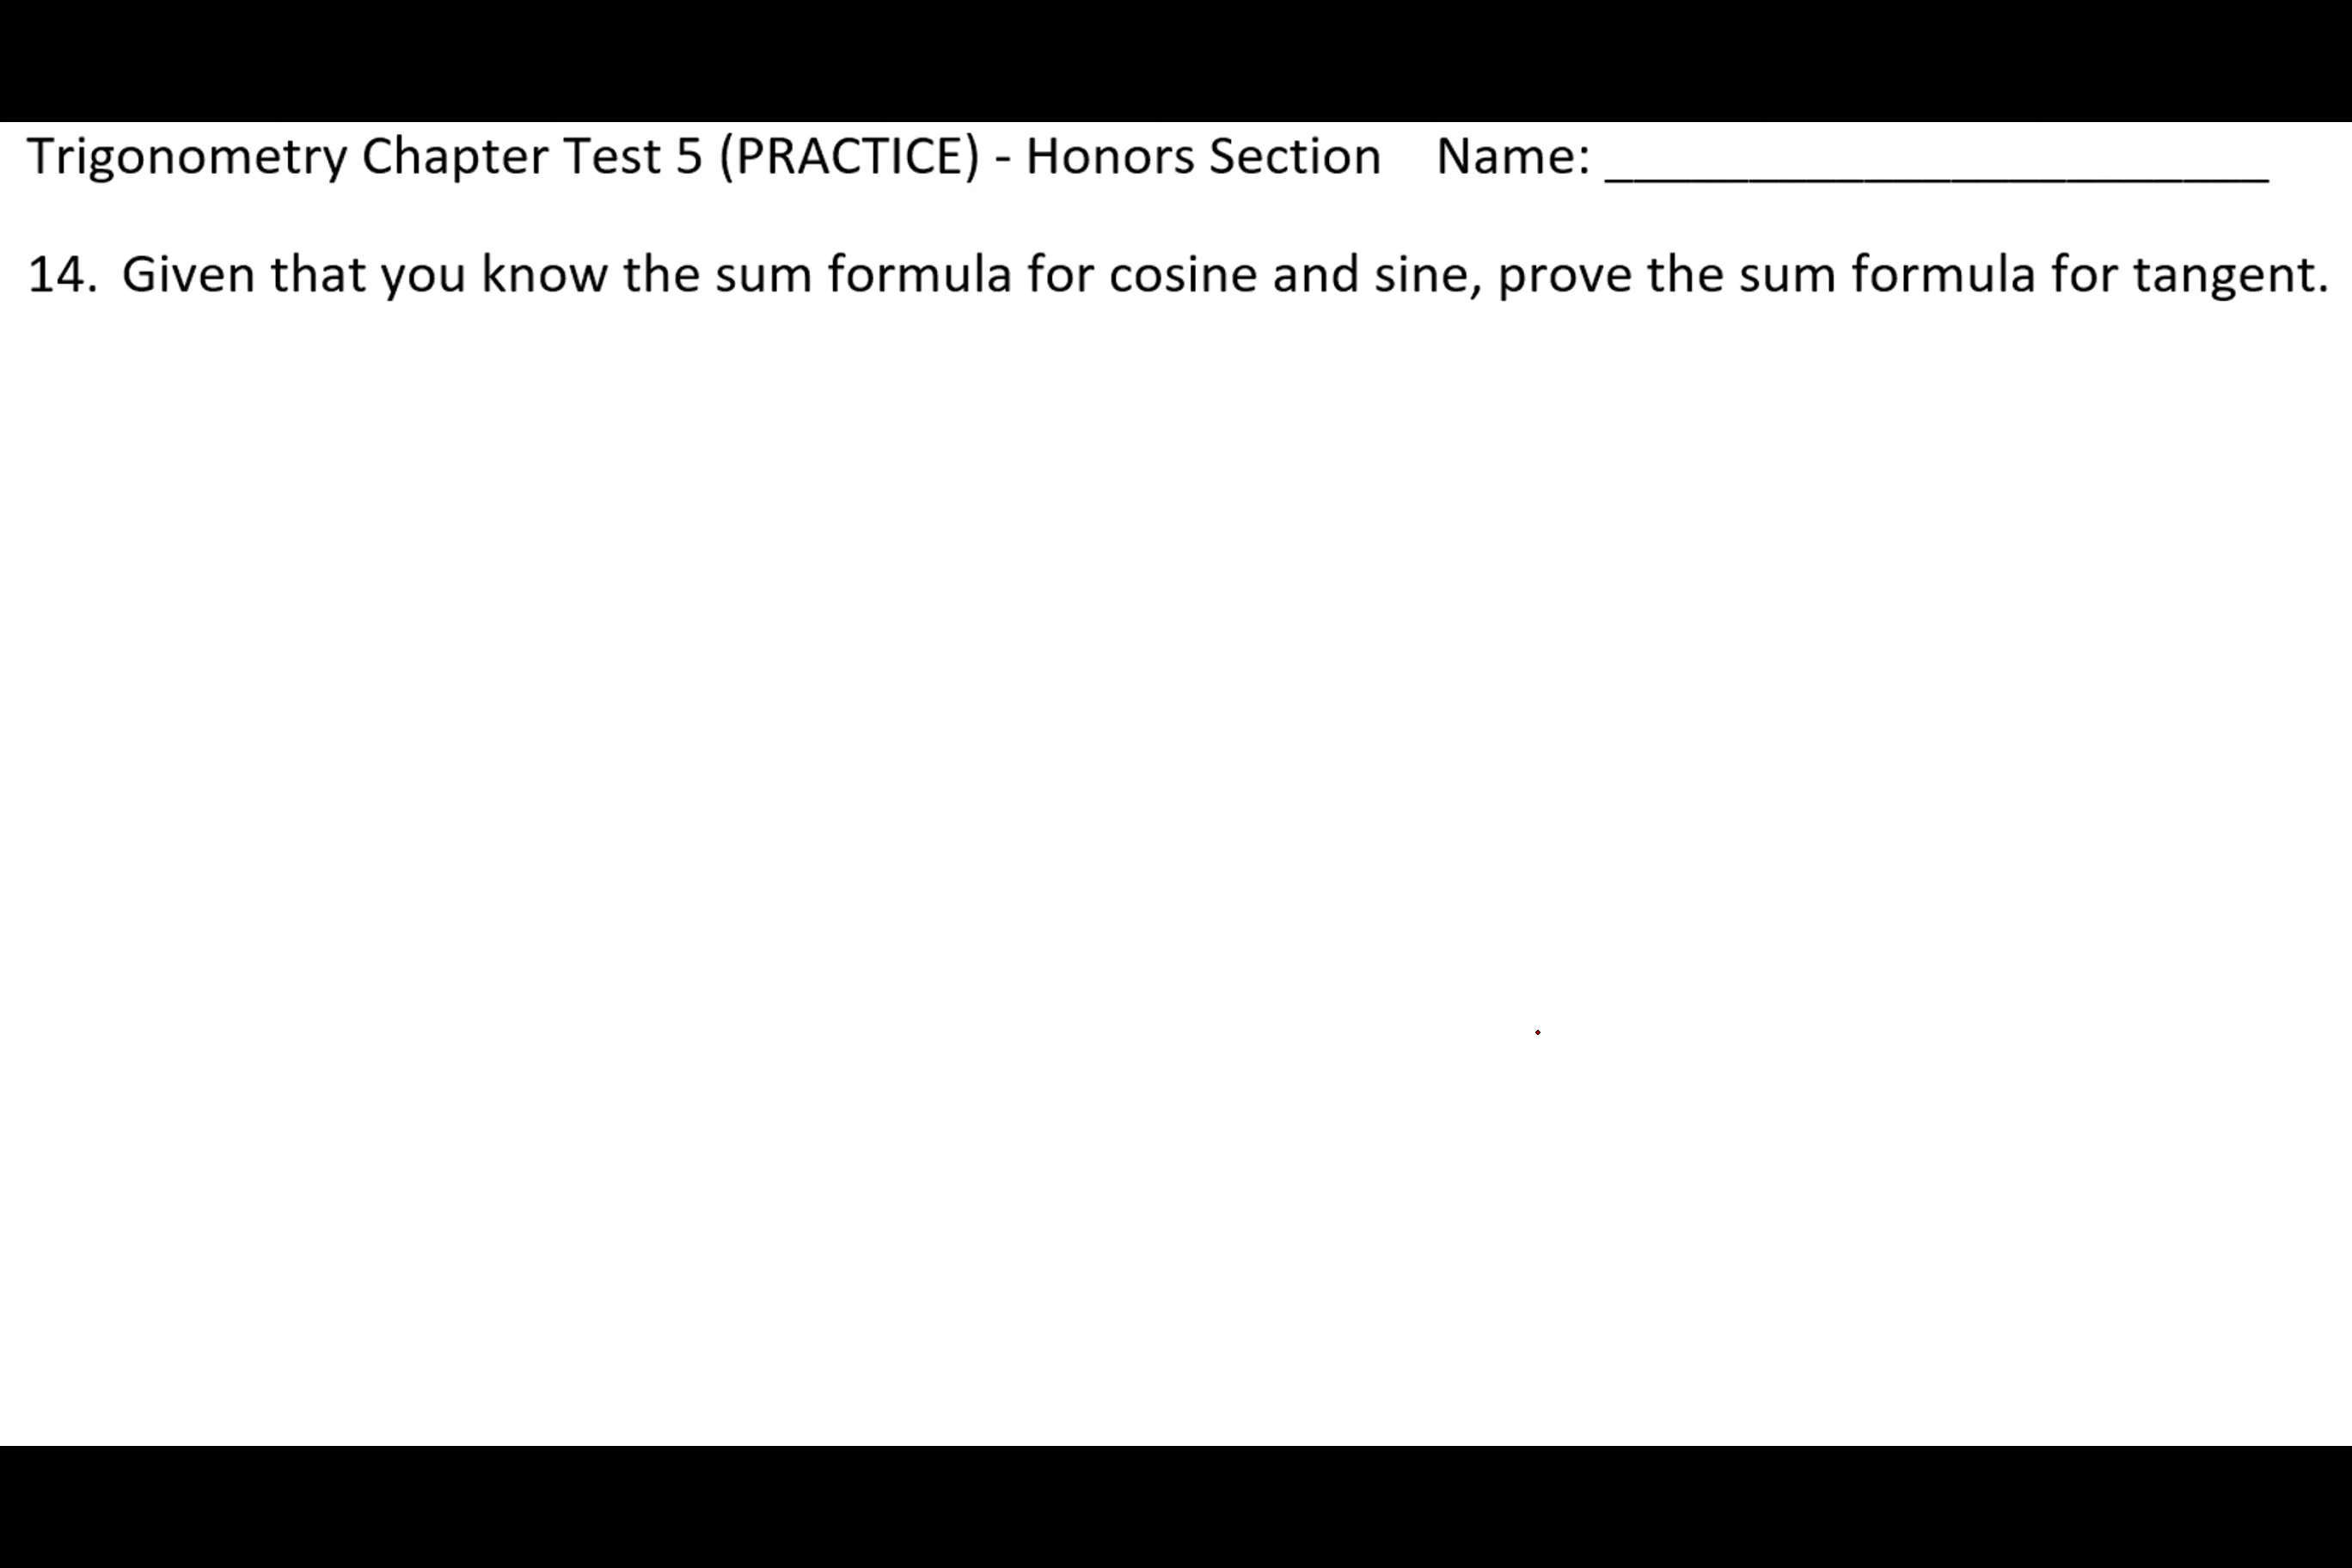 Trigonometry Chapter Test 5 (PRACTICE) - Honors Section Name: _______________________
14. Given that you know the sum formula for cosine and sine, prove the sum formula for tangent.